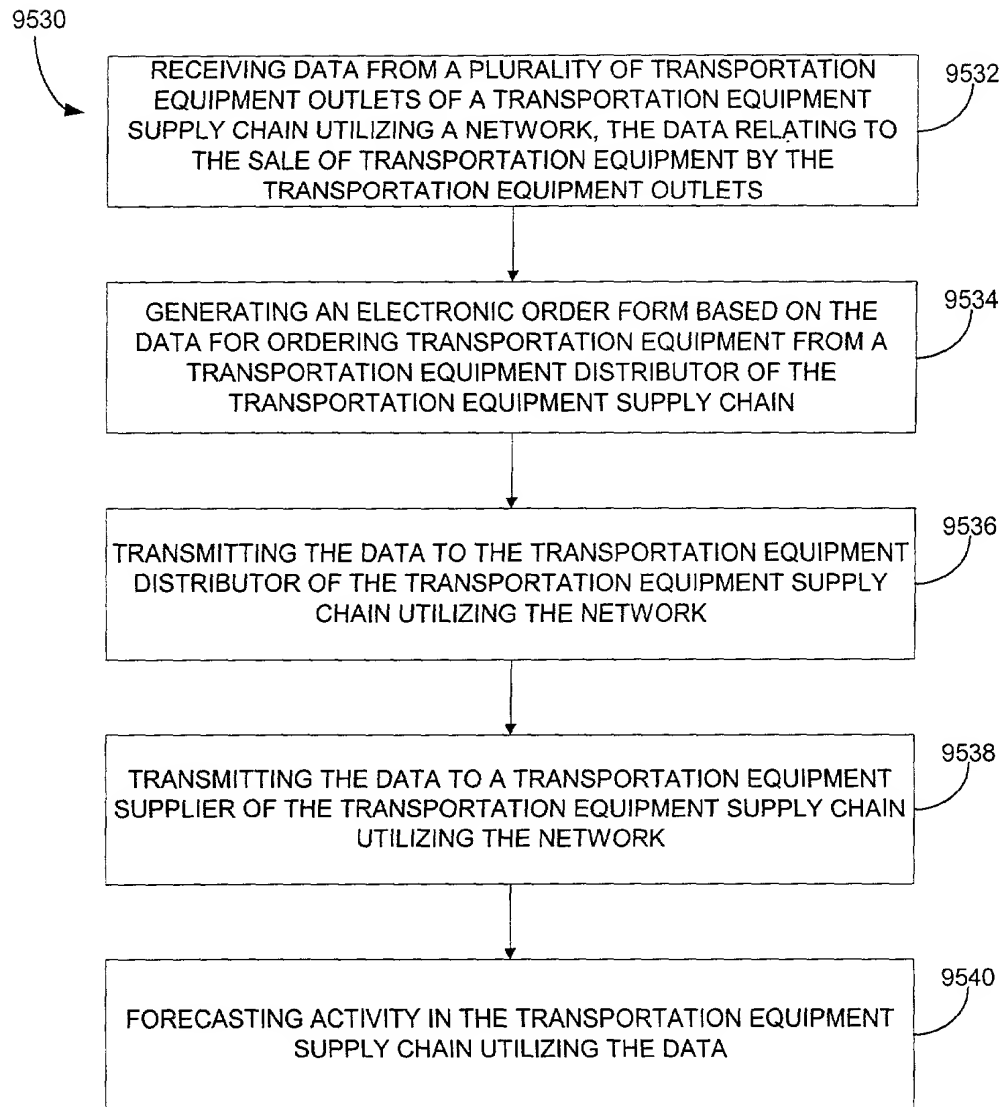 9530
RECEIVING DATA FROM A PLURALITY OF TRANSPORTATION
EQUIPMENT OUTLETS OF A TRANSPORTATION EQUIPMENT
SUPPLY CHAIN UTILIZING A NETWORK, THE DATA RELATING TO
THE SALE OF TRANSPORTATION EQUIPMENT BY THE
TRANSPORTATION EQUIPMENT OUTLETS
9532
GENERATING AN ELECTRONIC ORDER FORM BASED ON THE
DATA FOR ORDERING TRANSPORTATION EQUIPMENT FROM A
TRANSPORTATION EQUIPMENT DISTRIBUTOR OF THE
TRANSPORTATION EQUIPMENT SUPPLY CHAIN
9534
TRANSMITTING THE DATA TO THE TRANSPORTATION EQUIPMENT
DISTRIBUTOR OF THE TRANSPORTATION EQUIPMENT SUPPLY
CHAIN UTILIZING THE NETWORK
9536
TRANSMITTING THE DATA TO A TRANSPORTATION EQUIPMENT
SUPPLIER OF THE TRANSPORTATION EQUIPMENT SUPPLY CHAIN
UTILIZING THE NETWORK
9538
FORECASTING ACTIVITY IN THE TRANSPORTATION EQUIPMENT
SUPPLY CHAIN UTILIZING THE DATA
9540